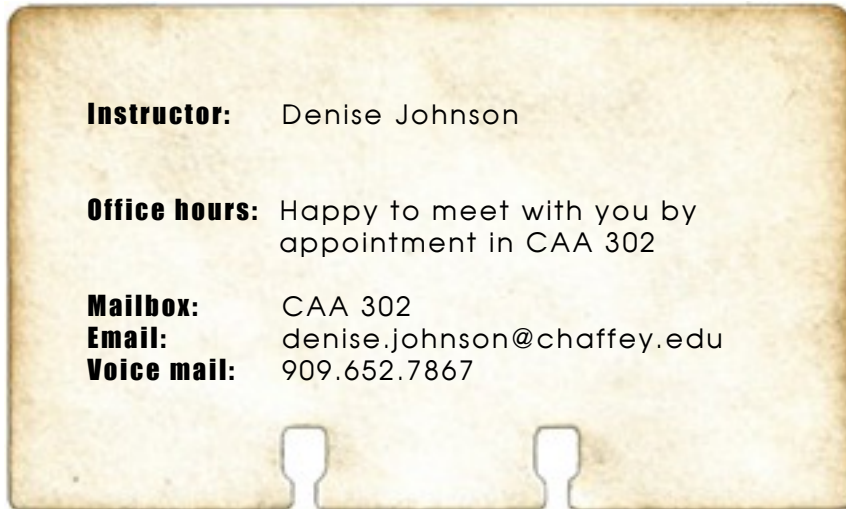 Instructor: Denise Johnson
Office hours: Happy to meet with you by
appointment in CAA 302
Mailbox: CAA 302
Email: denise.johnson@chaffey.edu
Voice mail: 909.652.7867